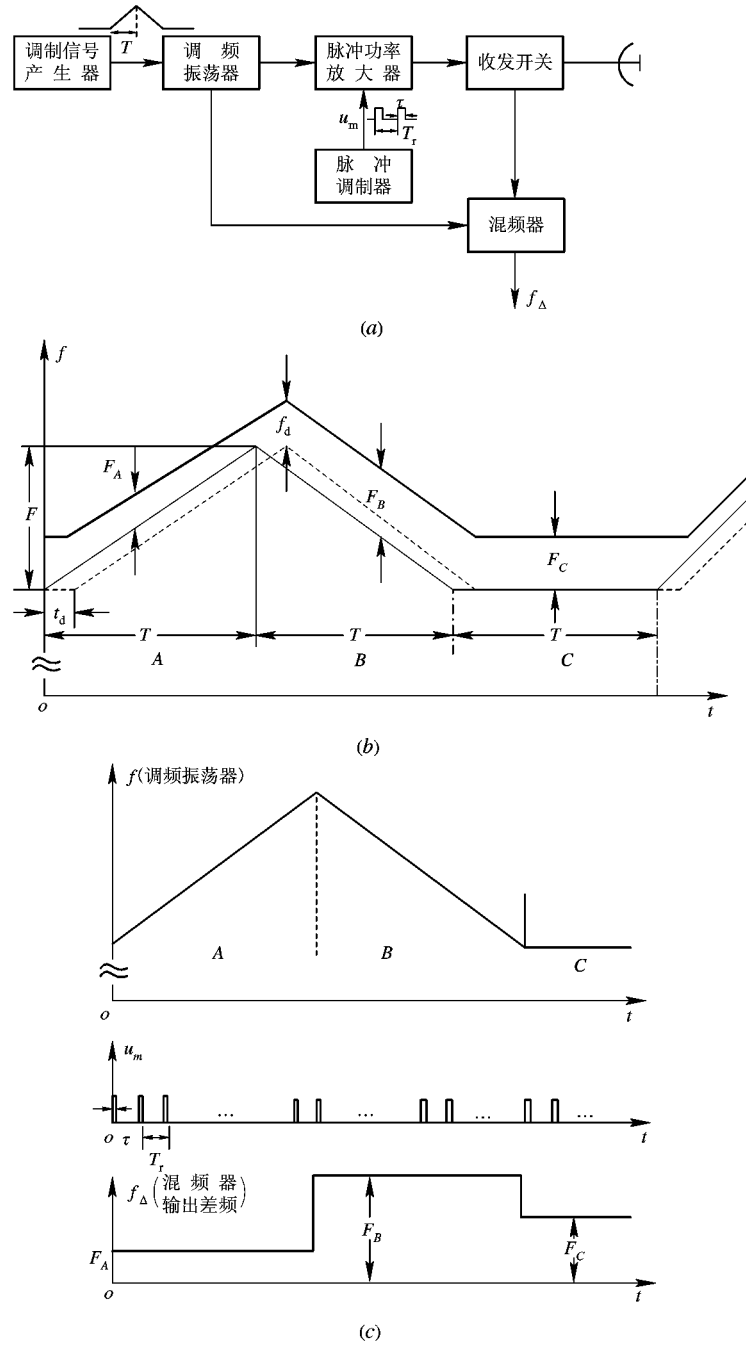 T
调制信号
产 生 器
调 频
振荡器
脉冲功率
放 大 器
收发开关
u_m
τ
T_r
脉 冲
调制器
混频器
f_Δ
(a)
f
F_A
f_d
F
F_B
F_C
t_d
T
T
T
A
B
C
o
t
(b)
f(调频振荡器)
A
B
C
o
t
u_m
...
...
...
...
o
τ
t
T_r
f_Δ(混 频 器
输出差频)
F_B
F_A
F_C
o
t
(c)